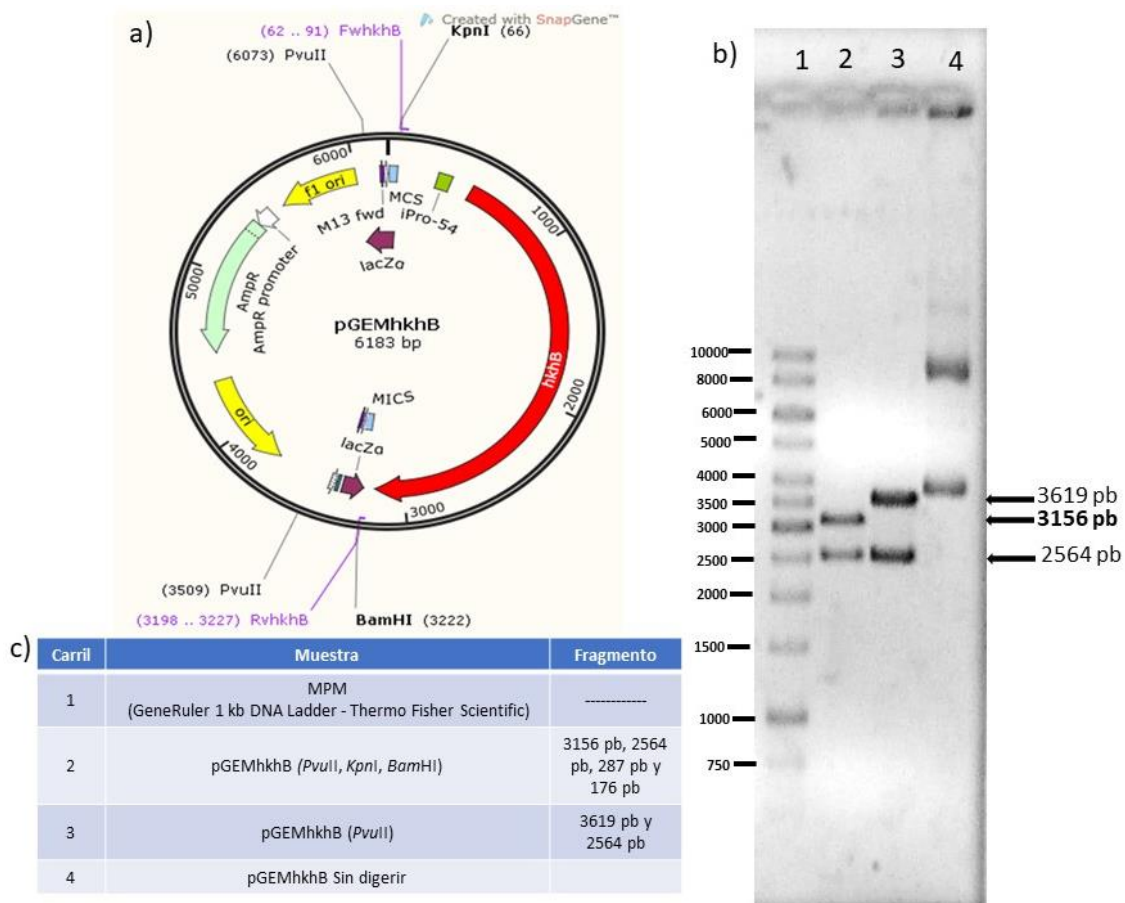 a)
Created with SnapGene™
(62 .. 91) FwhkhB
KpnI (66)
(6073) PvuII
6000
f1 ori
MCS
iPro-54
M13 fwd
lacZα
1000
AmpR
AmpR promoter
5000
pGEMhkhB
6183 bp
hkhB
2000
MICS
lacZα
ori
4000
3000
(3509) PvuII
(3198 .. 3227) RvhkhB
BamHI (3222)
b)
1 2 3 4
10000
8000
6000
5000
4000
3500
3000
2500
2000
1500
1000
750
3619 pb
3156 pb
2564 pb
c)
Carril Muestra Fragmento
1 MPM
(GeneRuler 1 kb DNA Ladder - Thermo Fisher Scientific) ------------
2 pGEMhkhB (PvuII, KpnI, BamHI) 3156 pb, 2564
pb, 287 pb y
176 pb
3 pGEMhkhB (PvuII) 3619 pb y
2564 pb
4 pGEMhkhB Sin digerir